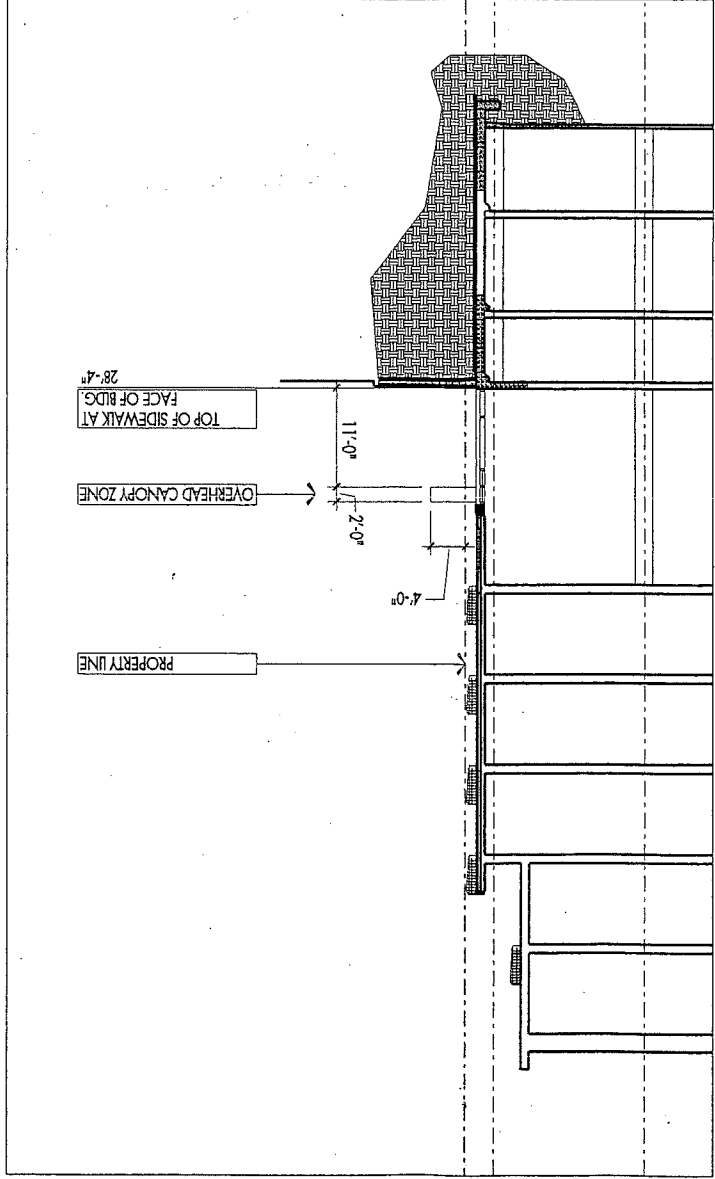 PROPERTY LINE
4'-0"
2'-0"
OVERHEAD CANOPY ZONE
11'-0"
TOP OF SIDEWALK AT
FACE OF BLDG.
28'-4"